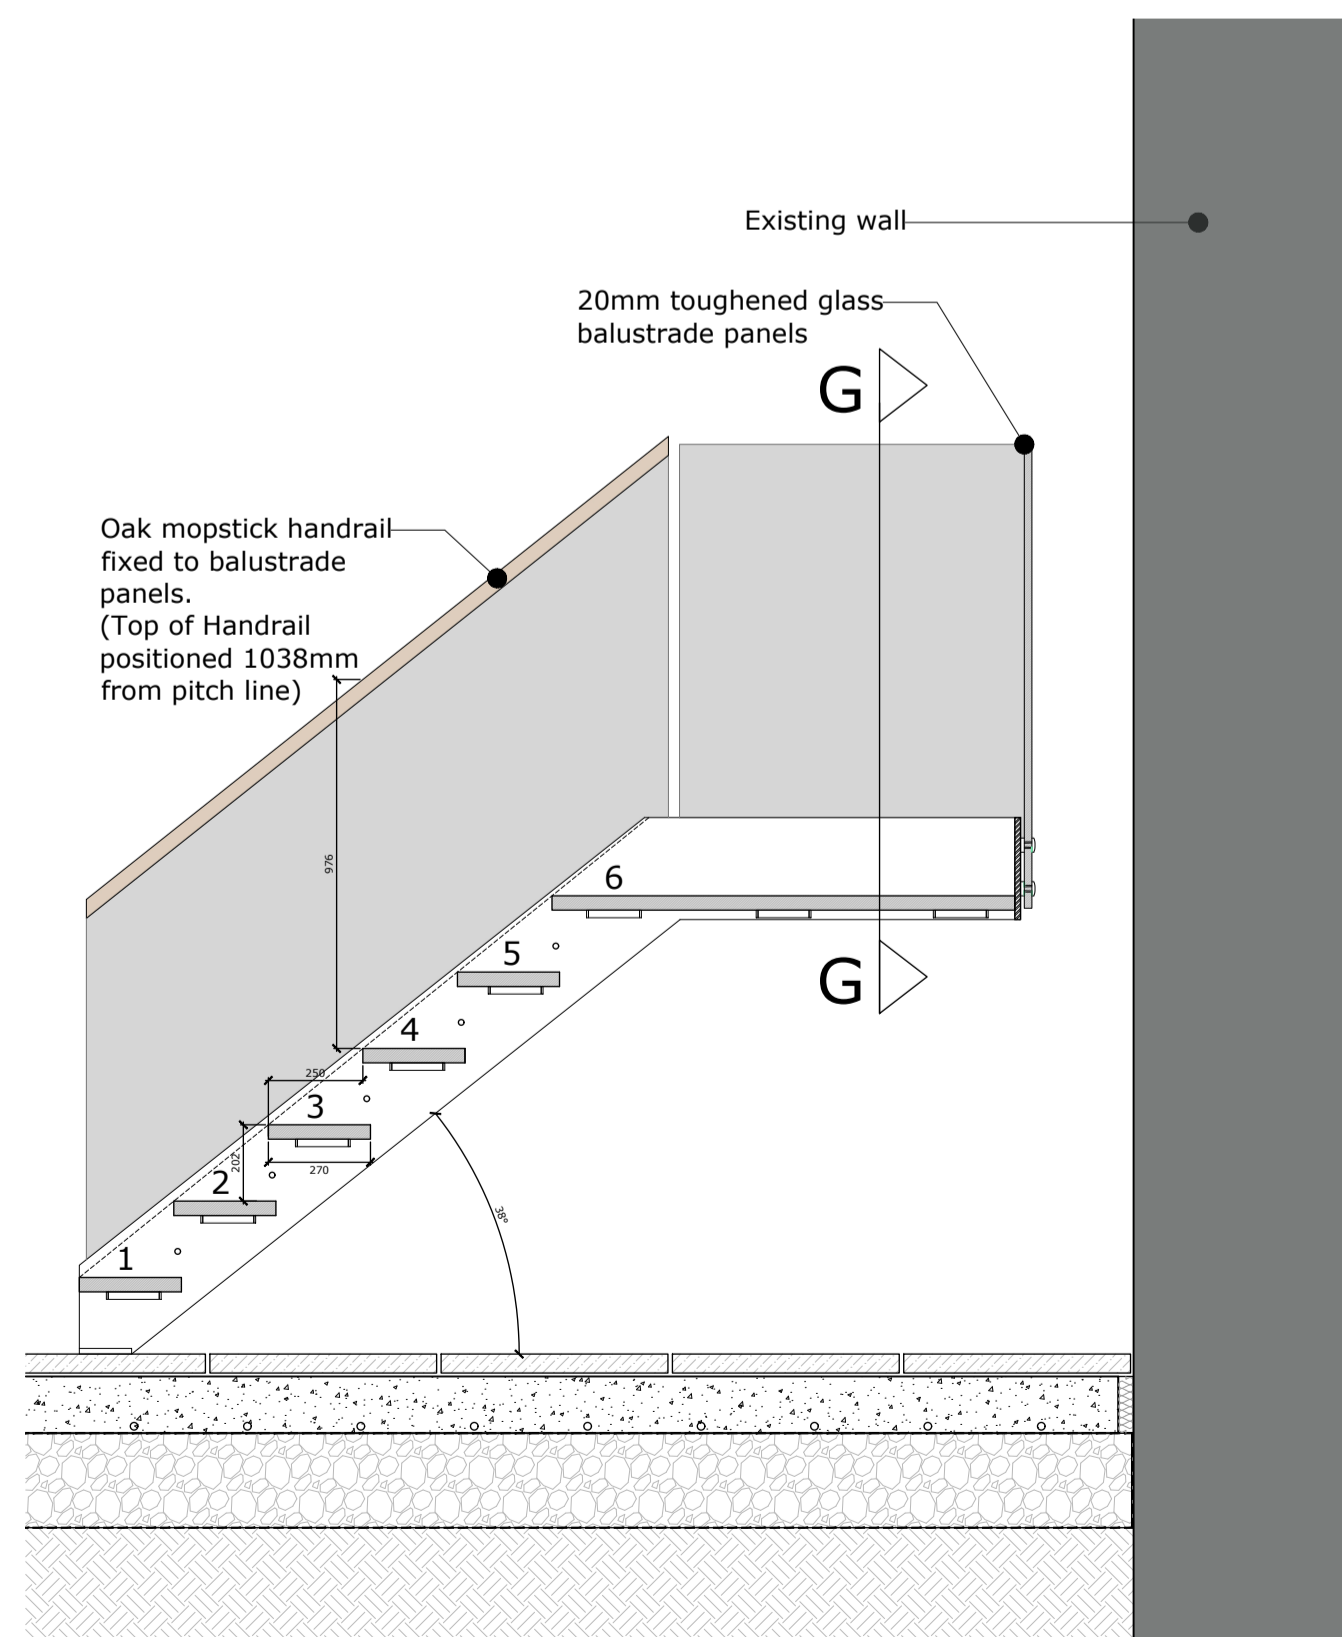 Existing wall
20mm toughened glass
balustrade panels
G
Oak mopstick handrail
fixed to balustrade
panels.
(Top of Handrail
positioned 1038mm
from pitch line)
976
6
5
G
4
250
3
202
270
2
38°
1